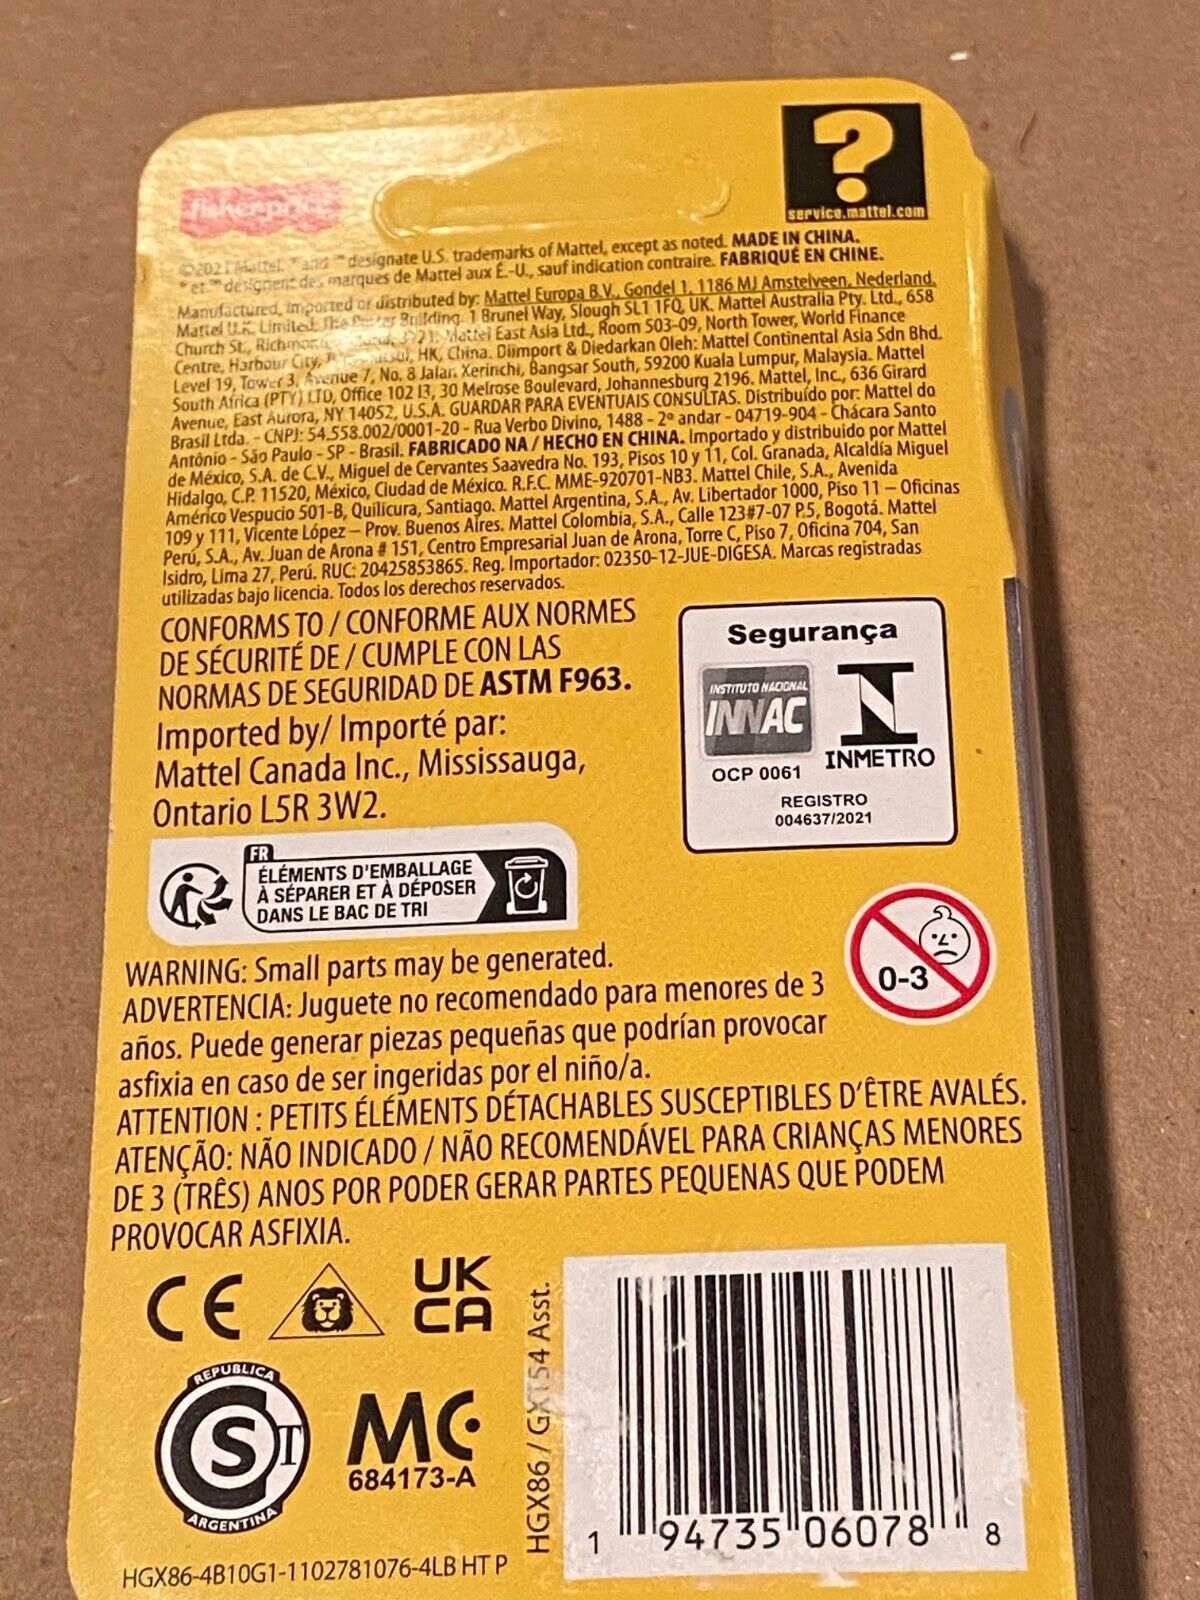 fisher-price
service.mattel.com
©2021 Mattel. ® and ™ designate U.S. trademarks of Mattel, except as noted. MADE IN CHINA.
® et ™ désignent des marques de Mattel aux É.-U., sauf indication contraire. FABRIQUÉ EN CHINE.
Manufactured, imported or distributed by: Mattel Europa B.V., Gondel 1, 1186 MJ Amstelveen, Nederland.
Mattel U.K. Limited, The Building, 1 Brunel Way, Slough SL1 1FQ, UK. Mattel Australia Pty. Ltd., 658
Church St., 3121. Mattel East Asia Ltd., Room 503-09, North Tower, World Finance
Centre, Harbour City, HK, China. Diimport & Diedarkan Oleh: Mattel Continental Asia Sdn Bhd.
Level 19, Tower 3, Avenue 7, No. 8 Jalan Kerinchi, Bangsar South, 59200 Kuala Lumpur, Malaysia. Mattel
South Africa (PTY) LTD, Office 102 I3, 30 Melrose Boulevard, Johannesburg 2196. Mattel, Inc., 636 Girard
Avenue, East Aurora, NY 14052, U.S.A. GUARDAR PARA EVENTUAIS CONSULTAS. Distribuído por: Mattel do
Brasil Ltda. - CNPJ: 54.558.002/0001-20 - Rua Verbo Divino, 1488 - 2º andar - 04719-904 - Chácara Santo
Antônio - São Paulo - SP - Brasil. FABRICADO NA / HECHO EN CHINA. Importado y distribuido por Mattel
de México, S.A. de C.V., Miguel de Cervantes Saavedra No. 193, Pisos 10 y 11, Col. Granada, Alcaldía Miguel
Hidalgo, C.P. 11520, México, Ciudad de México. R.F.C. MME-920701-NB3. Mattel Chile, S.A., Avenida
Américo Vespucio 501-B, Quilicura, Santiago. Mattel Argentina, S.A., Av. Libertador 1000, Piso 11 – Oficinas
109 y 111, Vicente López – Prov. Buenos Aires. Mattel Colombia, S.A., Calle 123#7-07 P.5, Bogotá. Mattel
Perú, S.A., Av. Juan de Arona # 151, Centro Empresarial Juan de Arona, Torre C, Piso 7, Oficina 704, San
Isidro, Lima 27, Perú. RUC: 20425853865. Reg. Importador: 02350-12-JUE-DIGESA. Marcas registradas
utilizadas bajo licencia. Todos los derechos reservados.
CONFORMS TO / CONFORME AUX NORMES
DE SÉCURITÉ DE / CUMPLE CON LAS
NORMAS DE SEGURIDAD DE ASTM F963.
Imported by/ Importé par:
Mattel Canada Inc., Mississauga,
Ontario L5R 3W2.
Segurança
INSTITUTO NACIONAL
INNAC
OCP 0061
INMETRO
REGISTRO
004637/2021
FR
ÉLÉMENTS D'EMBALLAGE
À SÉPARER ET À DÉPOSER
DANS LE BAC DE TRI
0-3
WARNING: Small parts may be generated.
ADVERTENCIA: Juguete no recomendado para menores de 3
años. Puede generar piezas pequeñas que podrían provocar
asfixia en caso de ser ingeridas por el niño/a.
ATTENTION : PETITS ÉLÉMENTS DÉTACHABLES SUSCEPTIBLES D'ÊTRE AVALÉS.
ATENÇÃO: NÃO INDICADO / NÃO RECOMENDÁVEL PARA CRIANÇAS MENORES
DE 3 (TRÊS) ANOS POR PODER GERAR PARTES PEQUENAS QUE PODEM
PROVOCAR ASFIXIA.
CE
UK
CA
REPUBLICA
S T
ARGENTINA
MC
684173-A
HGX86 / GXT54 Asst.
1 94735 06078 8
HGX86-4B10G1-1102781076-4LB HT P